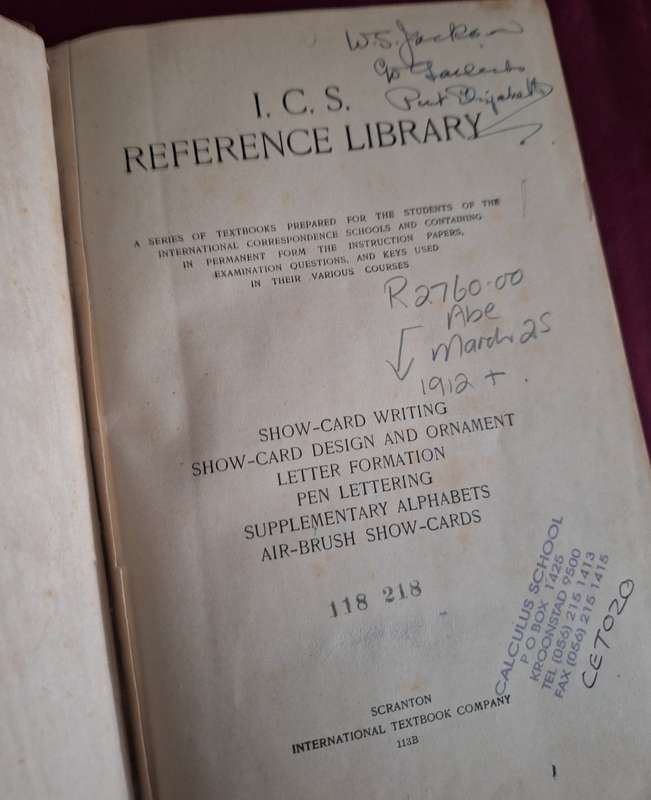 W. S. Jackson
c/o
Port Elizabeth
I. C. S.
REFERENCE LIBRARY
A SERIES OF TEXTBOOKS PREPARED FOR THE STUDENTS OF THE
INTERNATIONAL CORRESPONDENCE SCHOOLS AND CONTAINING
IN PERMANENT FORM THE INSTRUCTION PAPERS,
EXAMINATION QUESTIONS, AND KEYS USED
IN THEIR VARIOUS COURSES
R2760.00
Abe
March 25
1912 +
SHOW-CARD WRITING
SHOW-CARD DESIGN AND ORNAMENT
LETTER FORMATION
PEN LETTERING
SUPPLEMENTARY ALPHABETS
AIR-BRUSH SHOW-CARDS
118 218
CALCULUS SCHOOL
P O BOX 1425
KROONSTAD 9500
TEL (056) 215 1413
FAX (056) 215 1415
CET020
SCRANTON
INTERNATIONAL TEXTBOOK COMPANY
113B